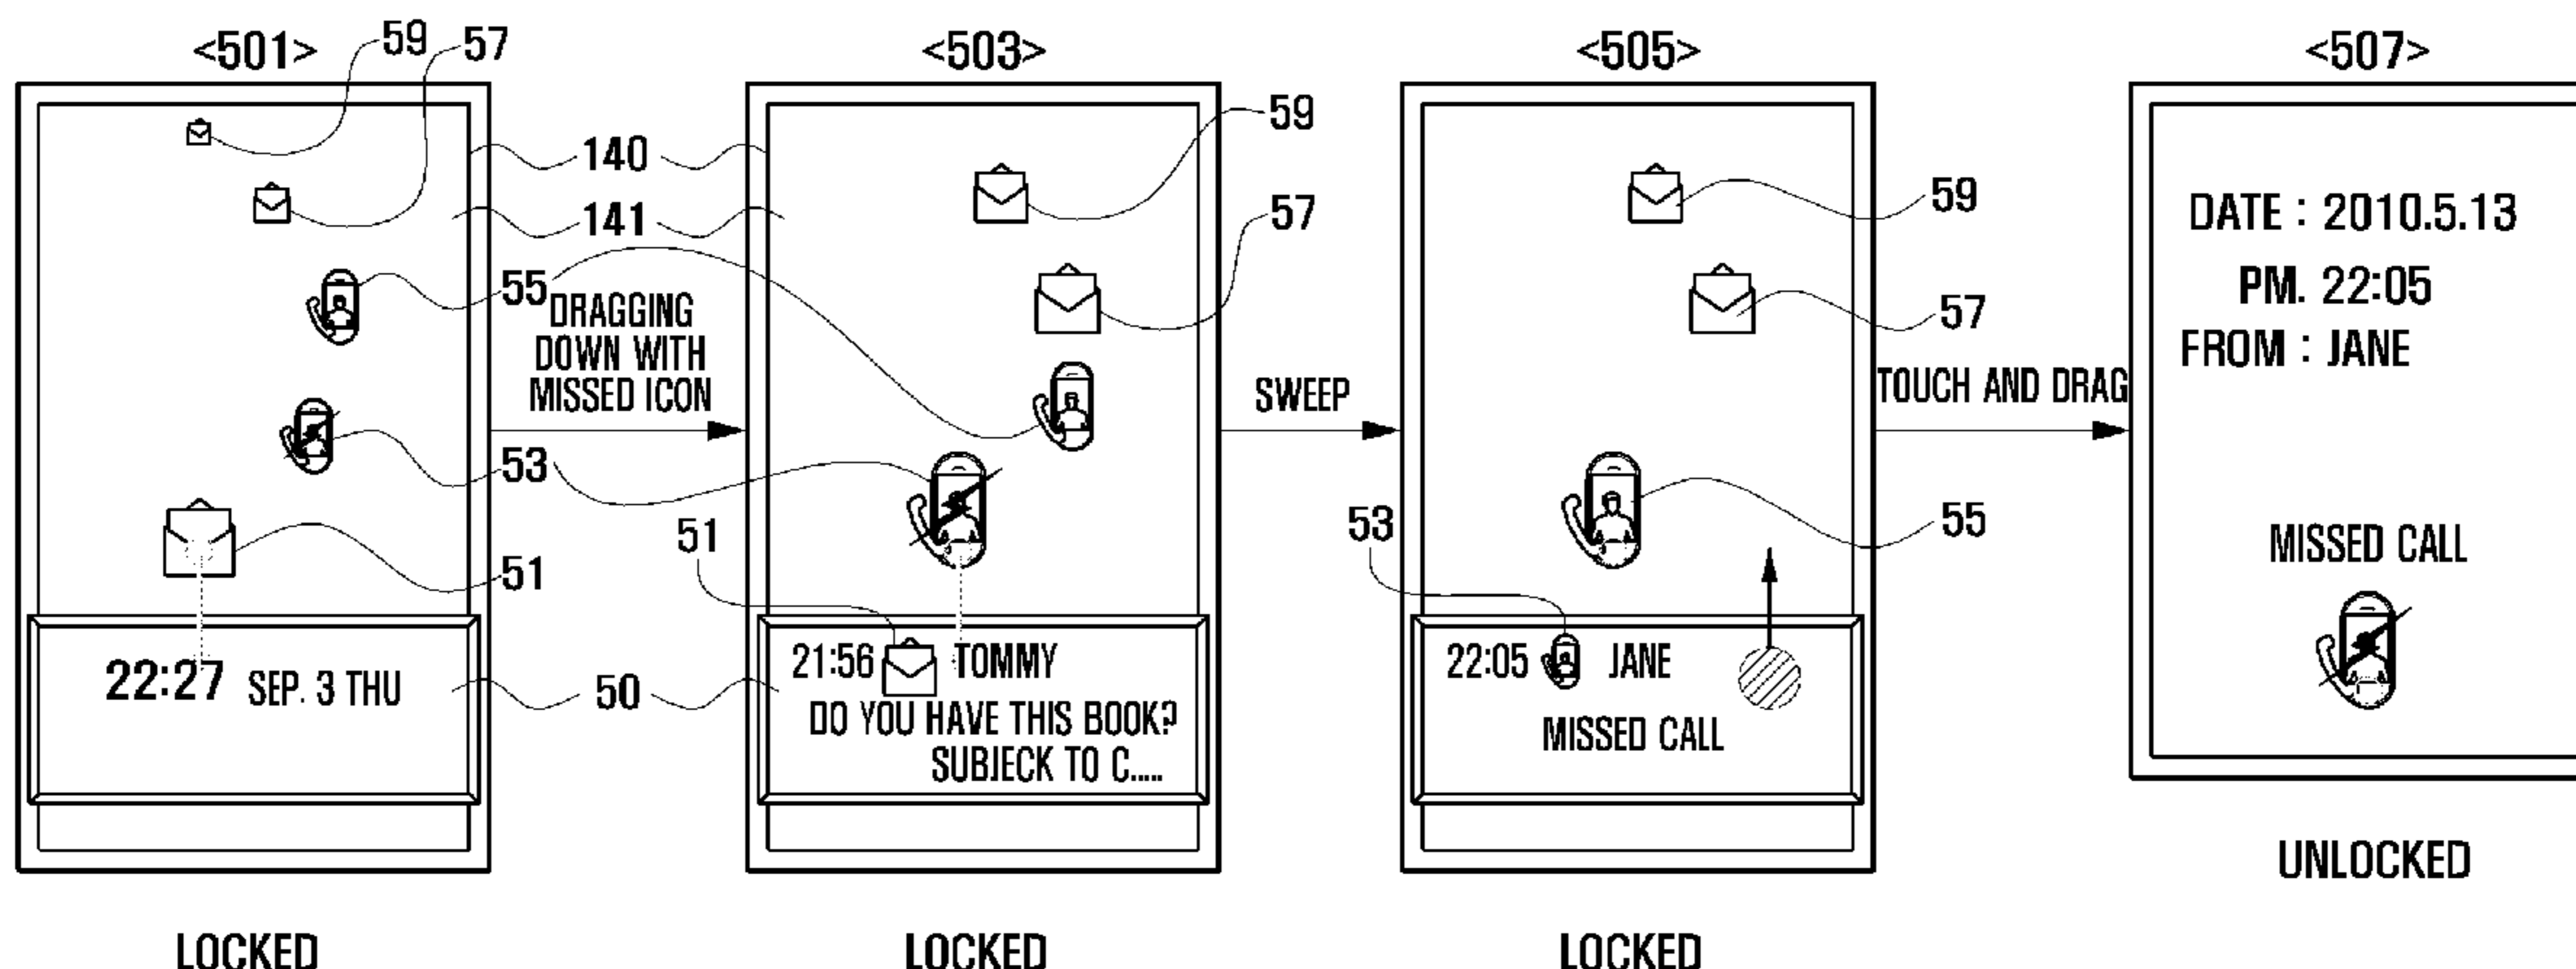 <501>
59
57
<503>
<505>
<507>
140
141
55
53
51
50
DRAGGING
DOWN WITH
MISSED ICON
22:27 SEP. 3 THU
LOCKED
59
57
51
21:56 TOMMY
DO YOU HAVE THIS BOOK?
SUBJECK TO C.....
LOCKED
SWEEP
59
57
55
53
22:05 JANE
MISSED CALL
LOCKED
TOUCH AND DRAG
DATE : 2010.5.13
PM. 22:05
FROM : JANE
MISSED CALL
UNLOCKED